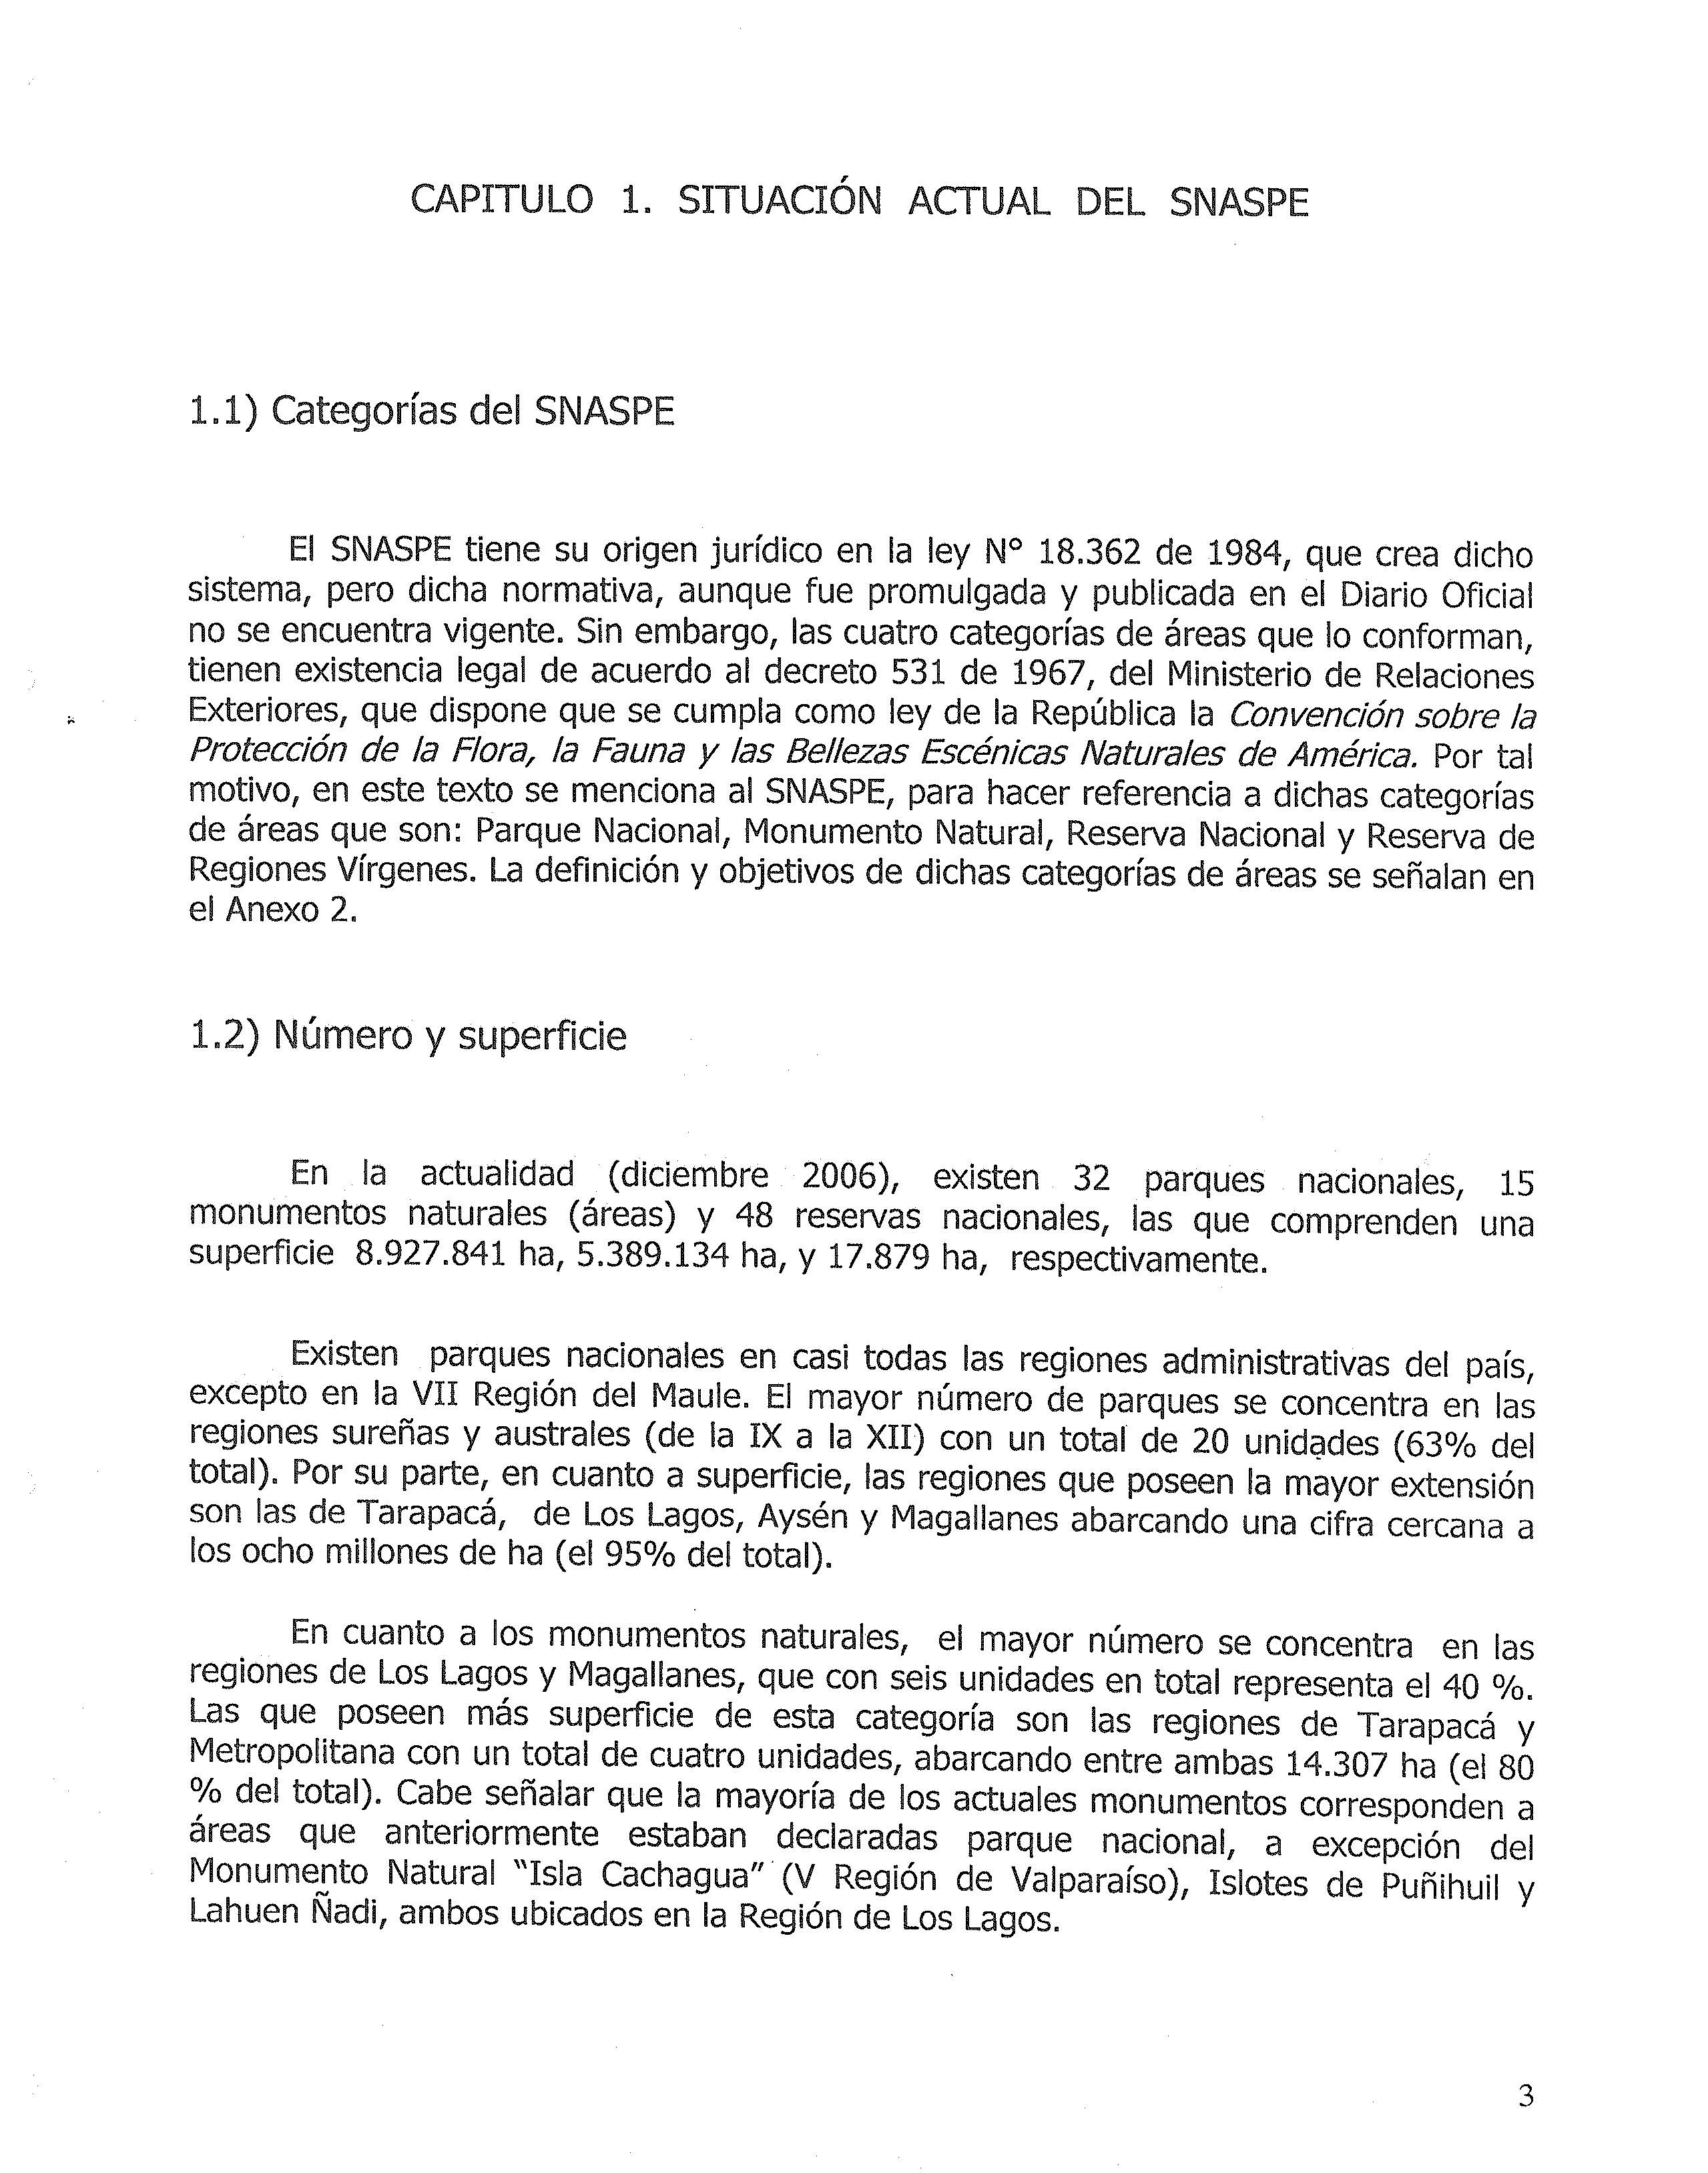 CAPITULO 1. SITUACIÓN ACTUAL DEL SNASPE
1.1) Categorías del SNASPE
El SNASPE tiene su origen jurídico en la ley Nº 18.362 de 1984, que crea dicho
sistema, pero dicha normativa, aunque fue promulgada y publicada en el Diario Oficial
no se encuentra vigente. Sin embargo, las cuatro categorías de áreas que lo conforman,
tienen existencia legal de acuerdo al decreto 531 de 1967, del Ministerio de Relaciones
Exteriores, que dispone que se cumpla como ley de la República la Convención sobre la
Protección de la Flora, la Fauna y las Bellezas Escénicas Naturales de América. Por tal
motivo, en este texto se menciona al SNASPE, para hacer referencia a dichas categorías
de áreas que son: Parque Nacional, Monumento Natural, Reserva Nacional y Reserva de
Regiones Vírgenes. La definición y objetivos de dichas categorías de áreas se señalan en
el Anexo 2.
1.2) Número y superficie
En la actualidad (diciembre 2006), existen 32 parques nacionales, 15
monumentos naturales (áreas) y 48 reservas nacionales, las que comprenden una
superficie 8.927.841 ha, 5.389.134 ha, y 17.879 ha, respectivamente.
Existen parques nacionales en casi todas las regiones administrativas del país,
excepto en la VII Región del Maule. El mayor número de parques se concentra en las
regiones sureñas y australes (de la IX a la XII) con un total de 20 unidades (63% del
total). Por su parte, en cuanto a superficie, las regiones que poseen la mayor extensión
son las de Tarapacá, de Los Lagos, Aysén y Magallanes abarcando una cifra cercana a
los ocho millones de ha (el 95% del total).
En cuanto a los monumentos naturales, el mayor número se concentra en las
regiones de Los Lagos y Magallanes, que con seis unidades en total representa el 40 %.
Las que poseen más superficie de esta categoría son las regiones de Tarapacá y
Metropolitana con un total de cuatro unidades, abarcando entre ambas 14.307 ha (el 80
% del total). Cabe señalar que la mayoría de los actuales monumentos corresponden a
áreas que anteriormente estaban declaradas parque nacional, a excepción del
Monumento Natural "Isla Cachagua" (V Región de Valparaíso), Islotes de Puñihuil y
Lahuen Ñadi, ambos ubicados en la Región de Los Lagos.
3